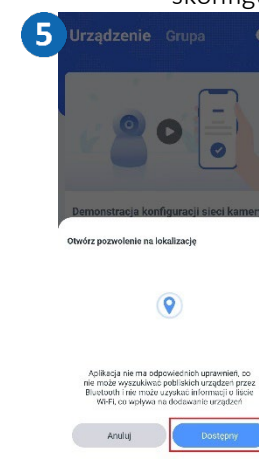 5
Urządzenie Grupa
Demonstracja konfiguracji sieci kamer
Otwórz pozwolenie na lokalizację
Aplikacja nie ma odpowiednich uprawnień, co
nie może wyszukiwać pobliskich urządzeń przez
Bluetooth i nie może uzyskać informacji o liście
Wi-Fi, co wpływa na dodawanie urządzeń
Anuluj Dostępny